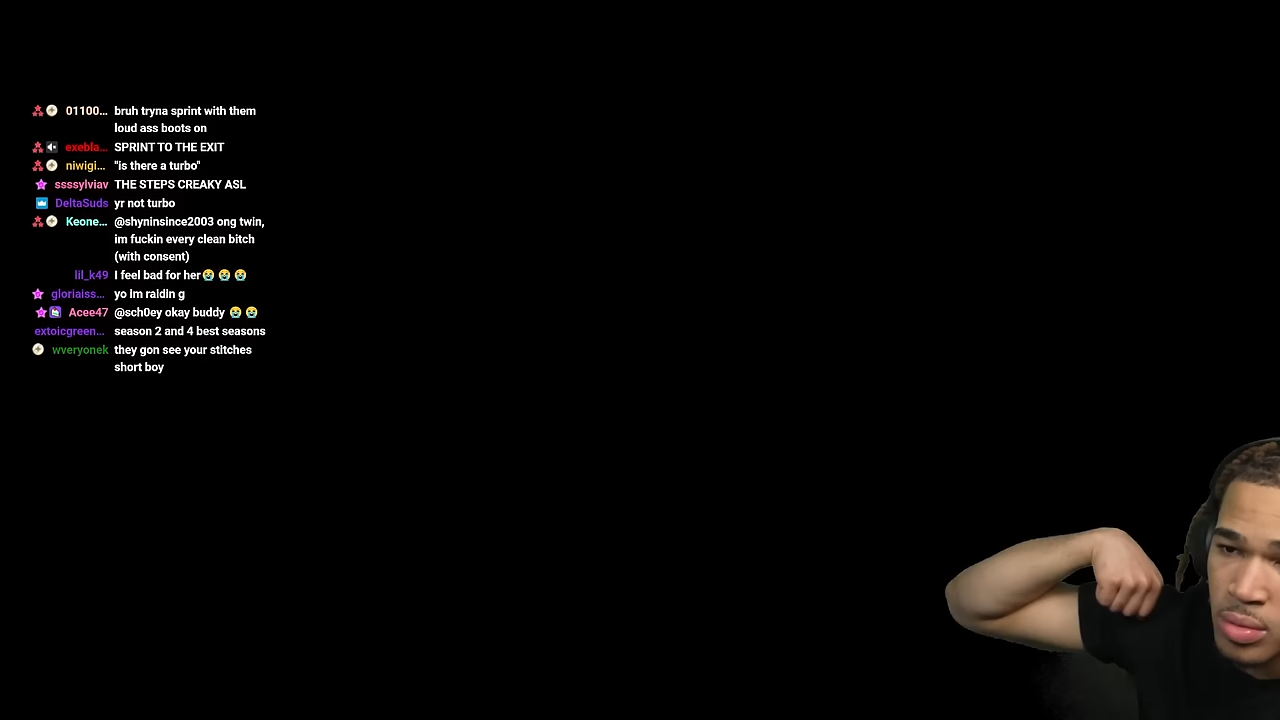 01100... bruh tryna sprint with them
loud ass boots on
exebla... SPRINT TO THE EXIT
niwigi... "is there a turbo"
ssssylviav THE STEPS CREAKY ASL
DeltaSuds yr not turbo
Keone... @shyninsince2003 ong twin,
im fuckin every clean bitch
(with consent)
lil_k49 I feel bad for her😭 😭 😭
gloriaiss... yo im raidin g
Acee47 @sch0ey okay buddy 😭 😭
extoicgreen... season 2 and 4 best seasons
wveryonek they gon see your stitches
short boy